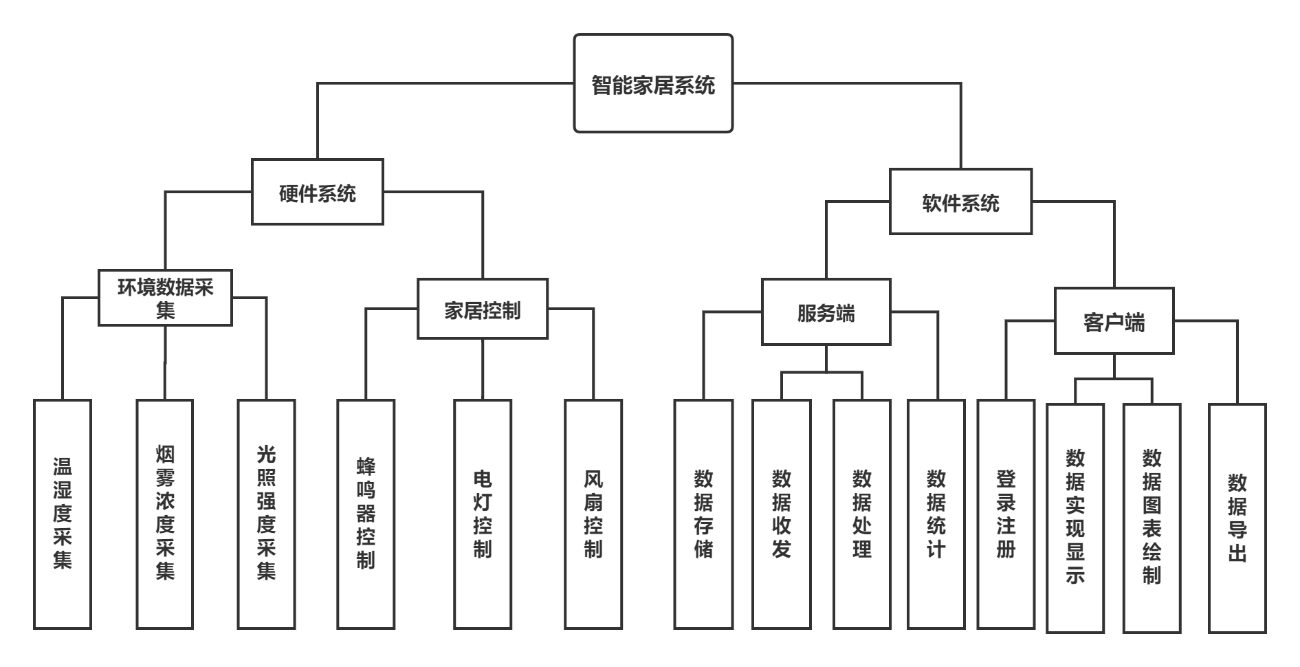 智能家居系统
硬件系统
软件系统
环境数据采
集
家居控制
服务端
客户端
温湿度采集
烟雾浓度采集
光照强度采集
蜂鸣器控制
电灯控制
风扇控制
数据存储
数据收发
数据处理
数据统计
登录注册
数据实现显示
数据图表绘制
数据导出